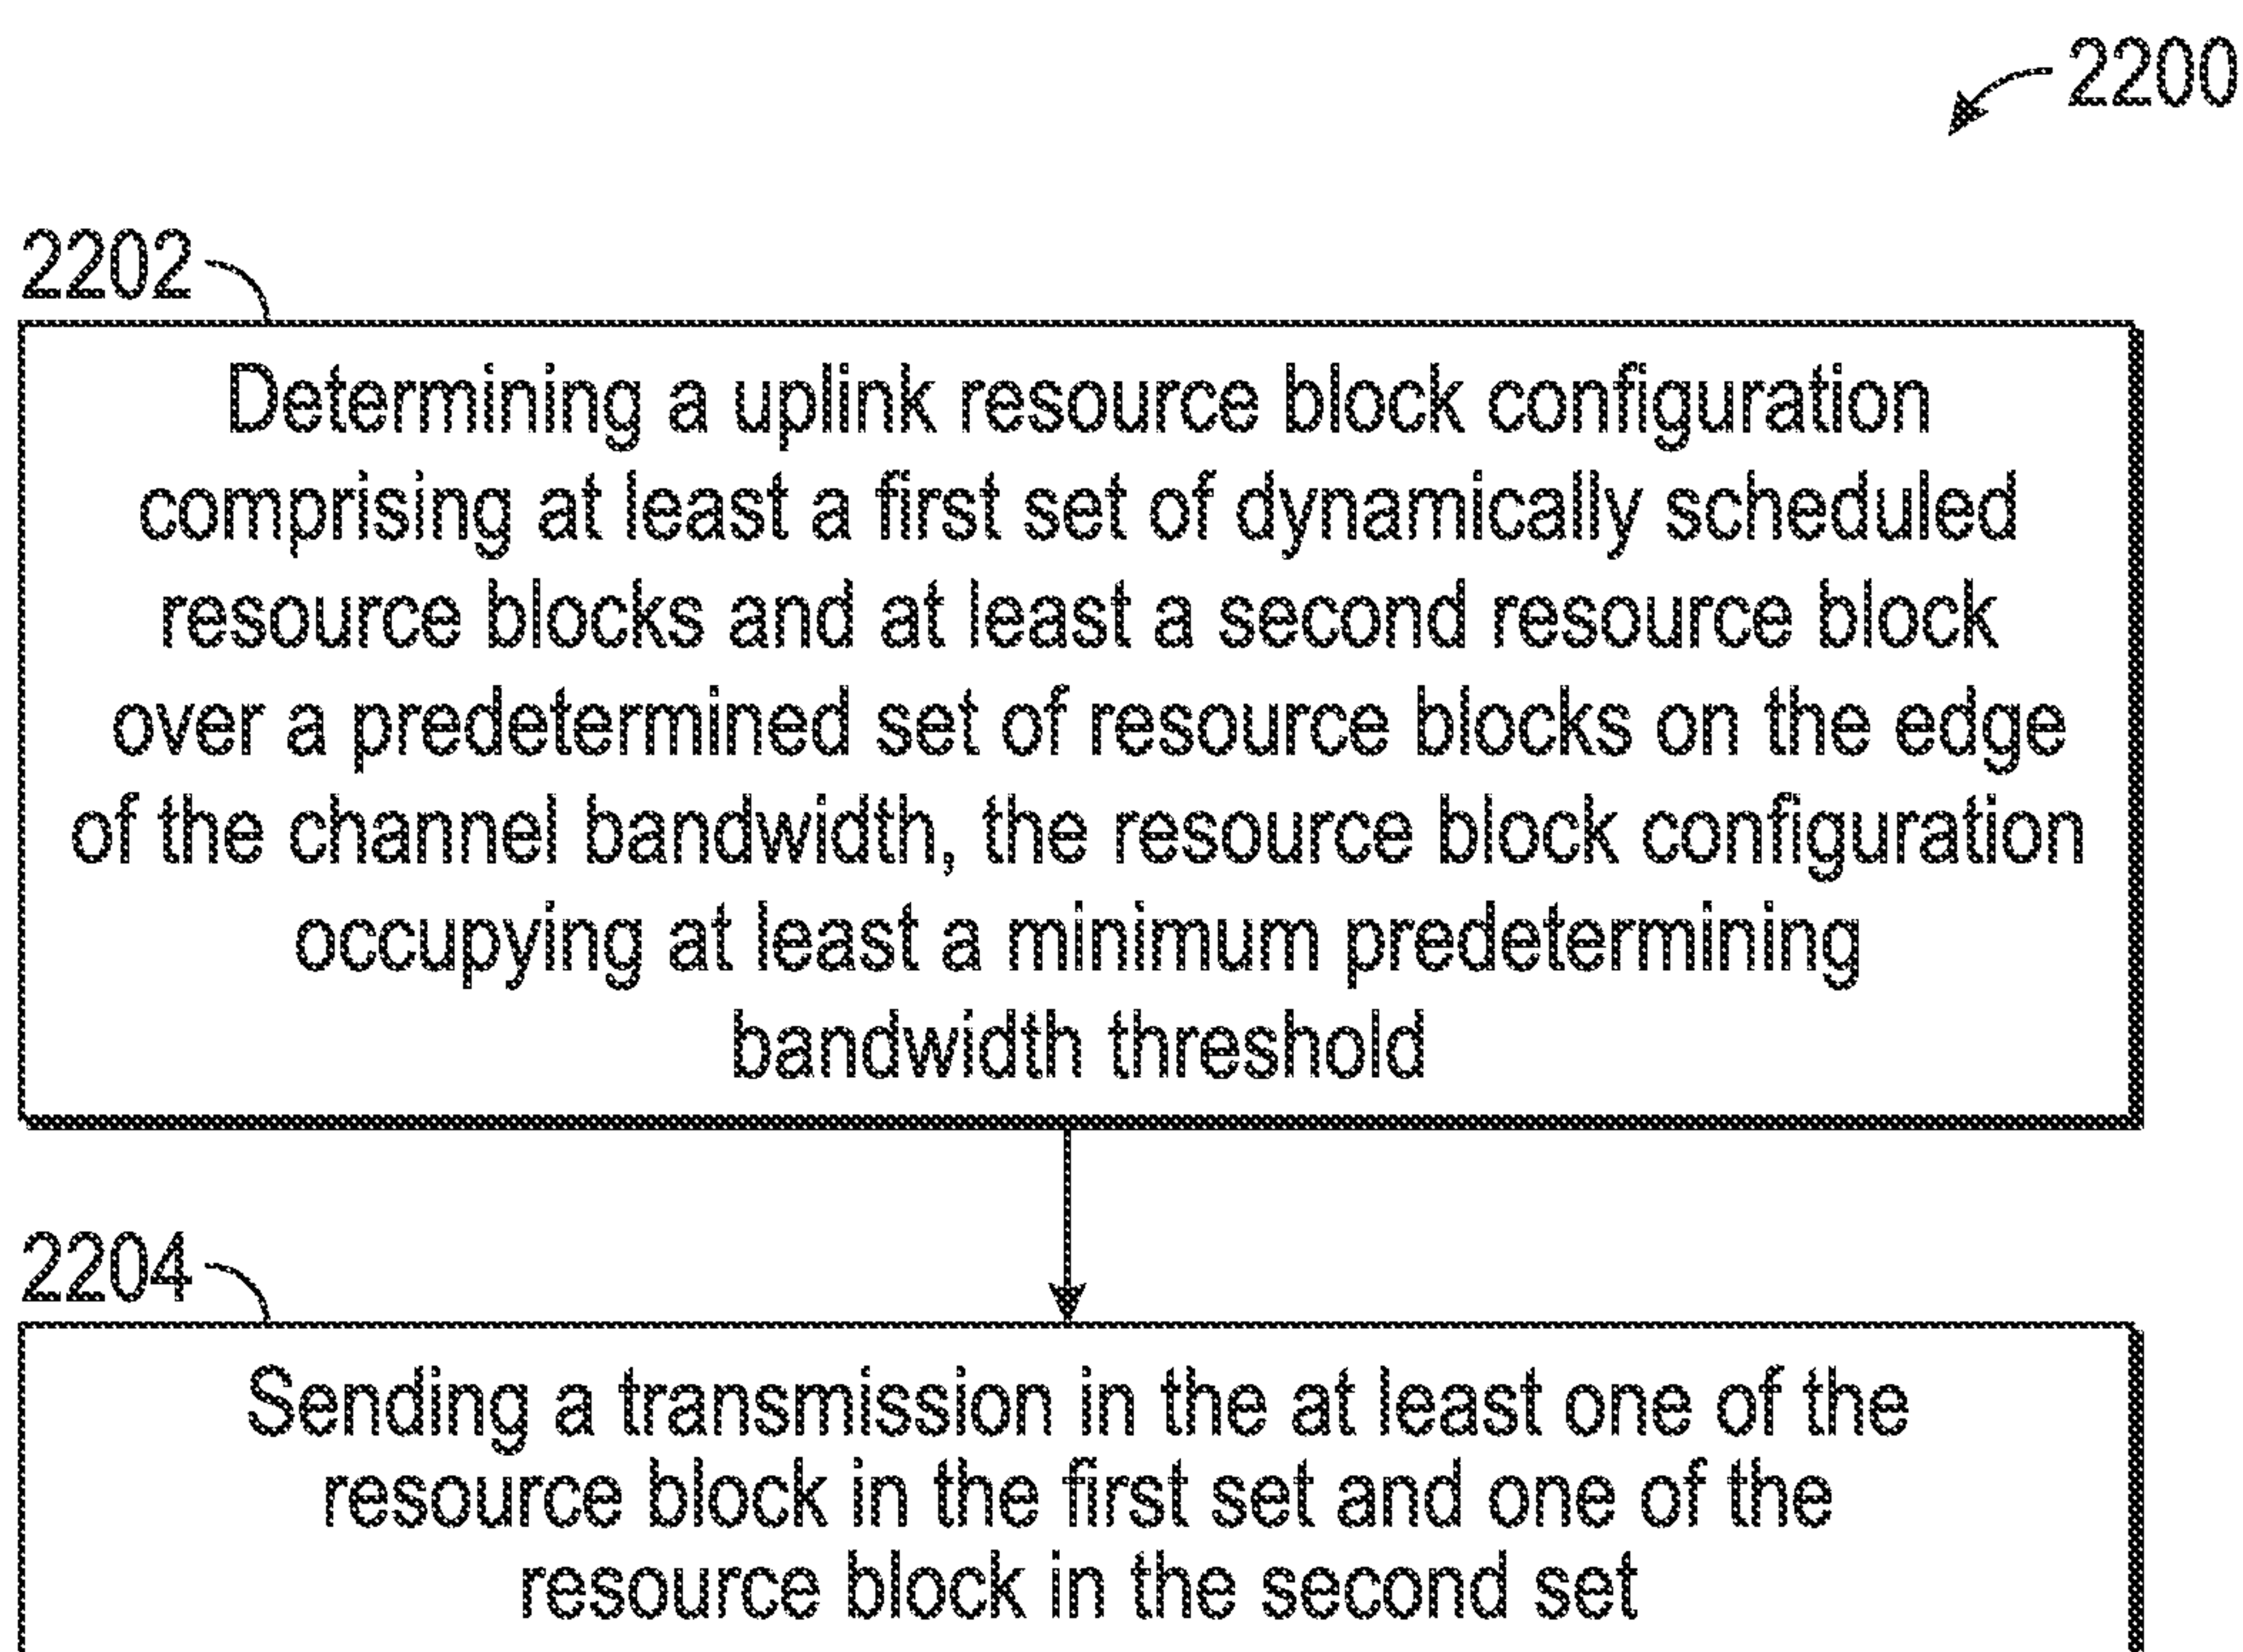 2200
2202
Determining a uplink resource block configuration
comprising at least a first set of dynamically scheduled
resource blocks and at least a second resource block
over a predetermined set of resource blocks on the edge
of the channel bandwidth, the resource block configuration
occupying at least a minimum predetermining
bandwidth threshold
2204
Sending a transmission in the at least one of the
resource block in the first set and one of the
resource block in the second set